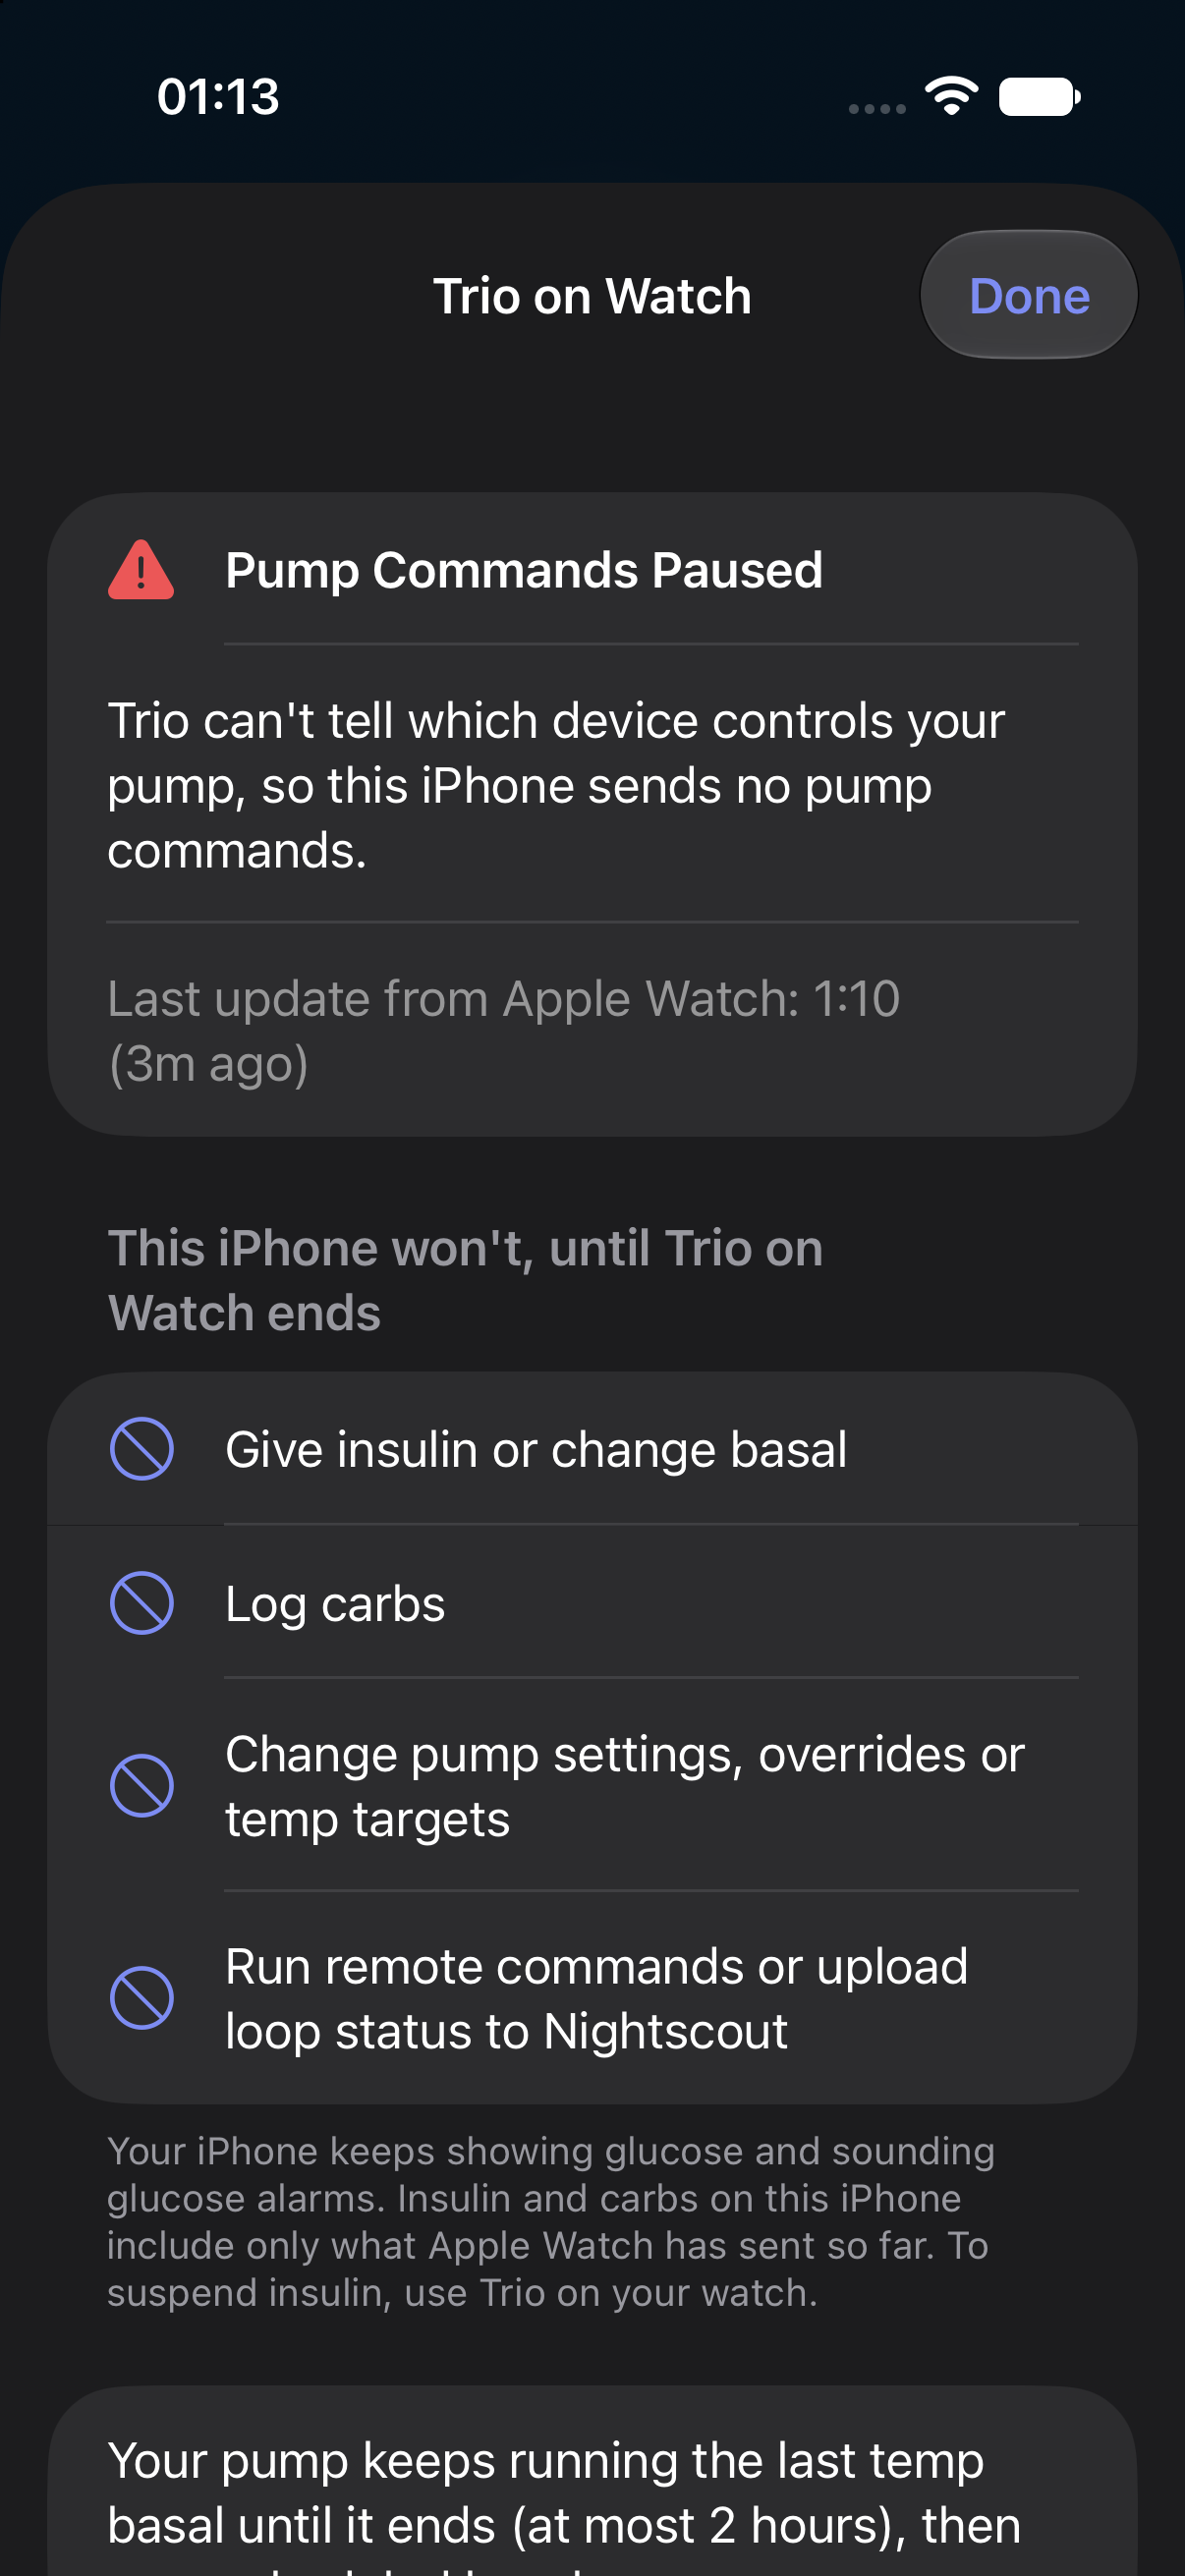 01:13
Trio on Watch
Done
Pump Commands Paused
Trio can't tell which device controls your
pump, so this iPhone sends no pump
commands.
Last update from Apple Watch: 1:10
(3m ago)
This iPhone won't, until Trio on
Watch ends
Give insulin or change basal
Log carbs
Change pump settings, overrides or
temp targets
Run remote commands or upload
loop status to Nightscout
Your iPhone keeps showing glucose and sounding
glucose alarms. Insulin and carbs on this iPhone
include only what Apple Watch has sent so far. To
suspend insulin, use Trio on your watch.
Your pump keeps running the last temp
basal until it ends (at most 2 hours), then